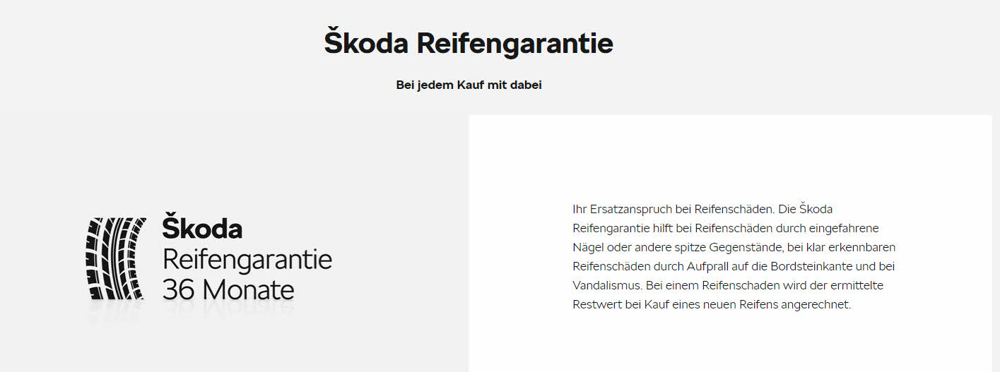 Škoda Reifengarantie
Bei jedem Kauf mit dabei
Škoda
Reifengarantie
36 Monate
Ihr Ersatzanspruch bei Reifenschäden. Die Škoda
Reifengarantie hilft bei Reifenschäden durch eingefahrene
Nägel oder andere spitze Gegenstände, bei klar erkennbaren
Reifenschäden durch Aufprall auf die Bordsteinkante und bei
Vandalismus. Bei einem Reifenschaden wird der ermittelte
Restwert bei Kauf eines neuen Reifens angerechnet.